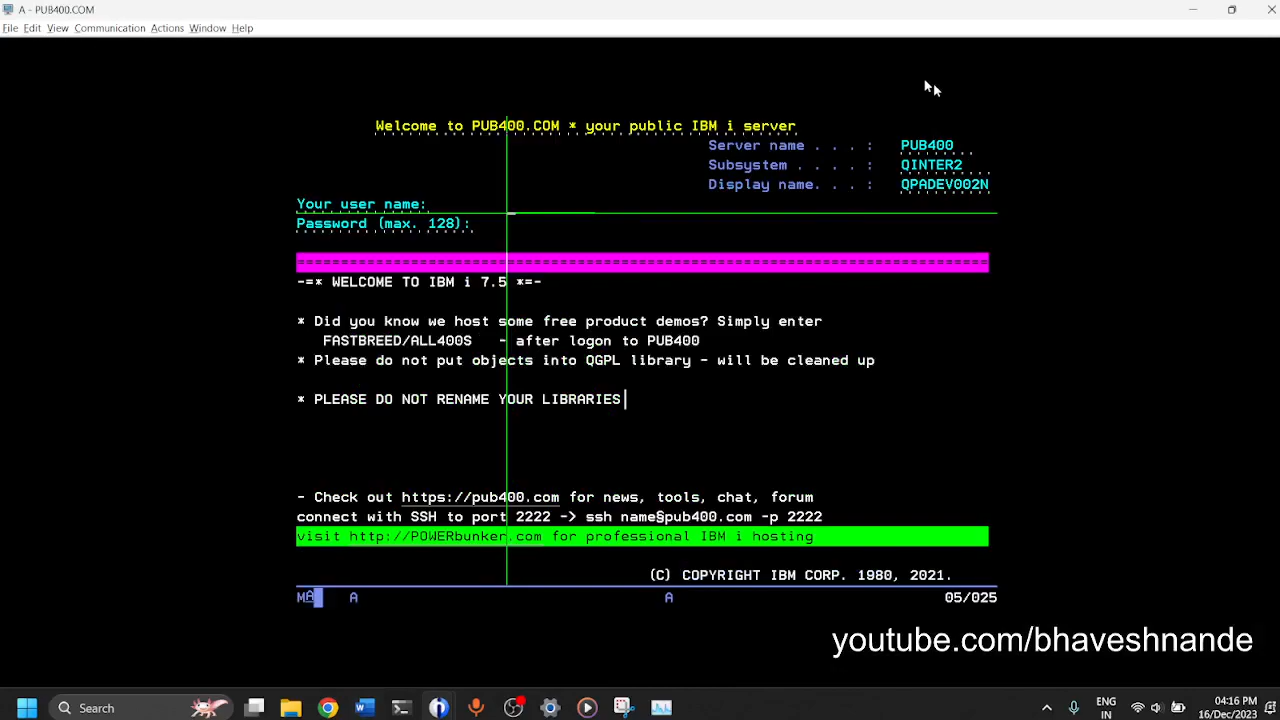 A - PUB400.COM
File Edit View Communication Actions Window Help
Welcome to PUB400.COM * your public IBM i server
Server name . . . : PUB400
Subsystem . . . . : QINTER2
Display name. . . : QPADEV002N
Your user name:
Password (max. 128):
===============================================================================
-=* WELCOME TO IBM i 7.5 *=-
* Did you know we host some free product demos? Simply enter
FASTBREED/ALL400S - after logon to PUB400
* Please do not put objects into QGPL library - will be cleaned up
* PLEASE DO NOT RENAME YOUR LIBRARIES
- Check out https://pub400.com for news, tools, chat, forum
connect with SSH to port 2222 -> ssh name§pub400.com -p 2222
visit http://POWERbunker.com for professional IBM i hosting
(C) COPYRIGHT IBM CORP. 1980, 2021.
MA A A 05/025
youtube.com/bhaveshnande
Search
ENG
IN
04:16 PM
16/Dec/2023